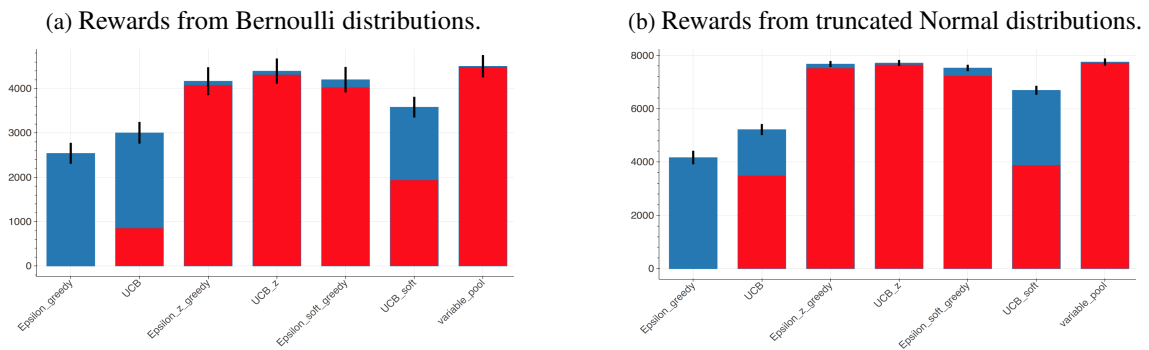 (a) Rewards from Bernoulli distributions.
4000
3000
2000
1000
0
Epsilon_greedy
UCB
Epsilon_z_greedy
UCB_z
Epsilon_soft_greedy
UCB_soft
variable_pool
(b) Rewards from truncated Normal distributions.
8000
6000
4000
2000
0
Epsilon_greedy
UCB
Epsilon_z_greedy
UCB_z
Epsilon_soft_greedy
UCB_soft
variable_pool